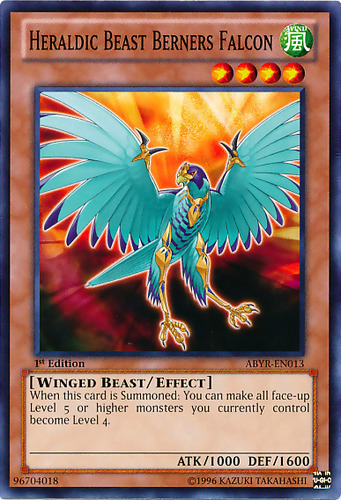 HERALDIC BEAST BERNERS FALCON
風
1st Edition
ABYR-EN013
[WINGED BEAST/EFFECT]
When this card is Summoned: You can make all face-up
Level 5 or higher monsters you currently control
become Level 4.
ATK/1000 DEF/1600
96704018
©1996 KAZUKI TAKAHASHI